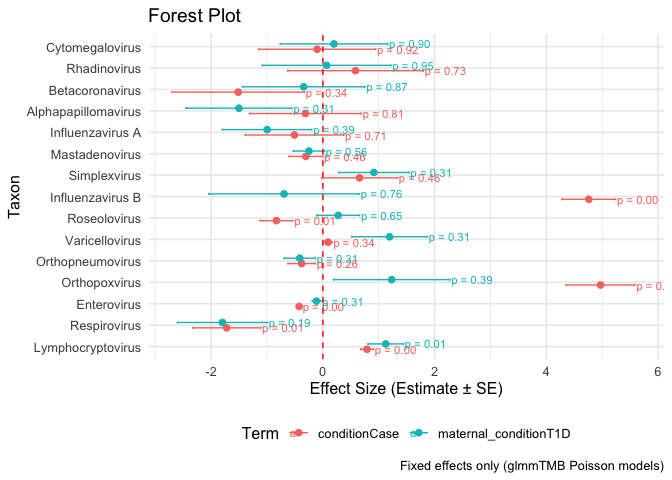 Forest Plot
Taxon
Cytomegalovirus
p = 0.90
p = 0.92
Rhadinovirus
p = 0.95
p = 0.73
Betacoronavirus
p = 0.87
p = 0.34
Alphapapillomavirus
p = 0.31
p = 0.81
Influenzavirus A
p = 0.39
p = 0.71
Mastadenovirus
p = 0.56
p = 0.46
Simplexvirus
p = 0.31
p = 0.46
Influenzavirus B
p = 0.76
p = 0.00
Roseolovirus
p = 0.65
p = 0.01
Varicellovirus
p = 0.31
p = 0.34
Orthopneumovirus
p = 0.31
p = 0.26
Orthopoxvirus
p = 0.39
p = 0.
Enterovirus
p = 0.31
p = 0.00
Respirovirus
p = 0.19
p = 0.01
Lymphocryptovirus
p = 0.01
p = 0.00
-2 0 2 4 6
Effect Size (Estimate ± SE)
Term a conditionCase a maternal_conditionT1D
Fixed effects only (glmmTMB Poisson models)